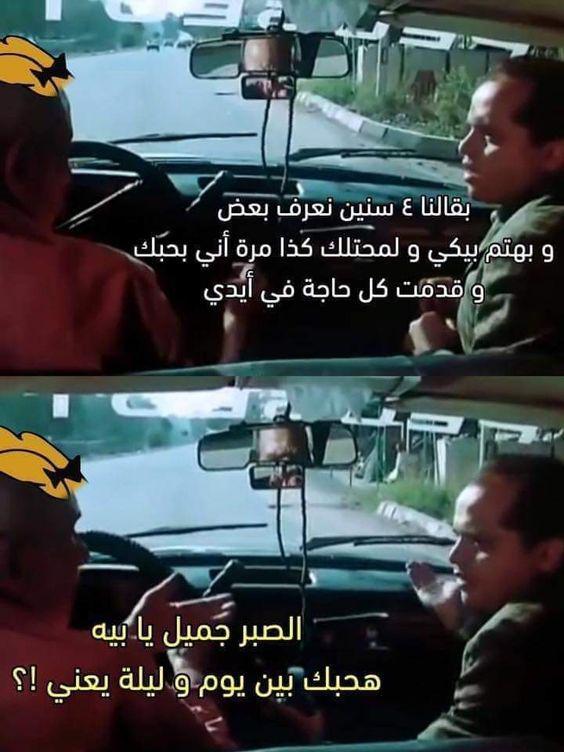 بقالنا ٤ سنين نعرف بعض
و بهتم بيكي و لمحتلك كذا مرة أني بحبك
و قدمت كل حاجة في أيدي
الصبر جميل يا بيه
هحبك بين يوم و ليلة يعني !؟